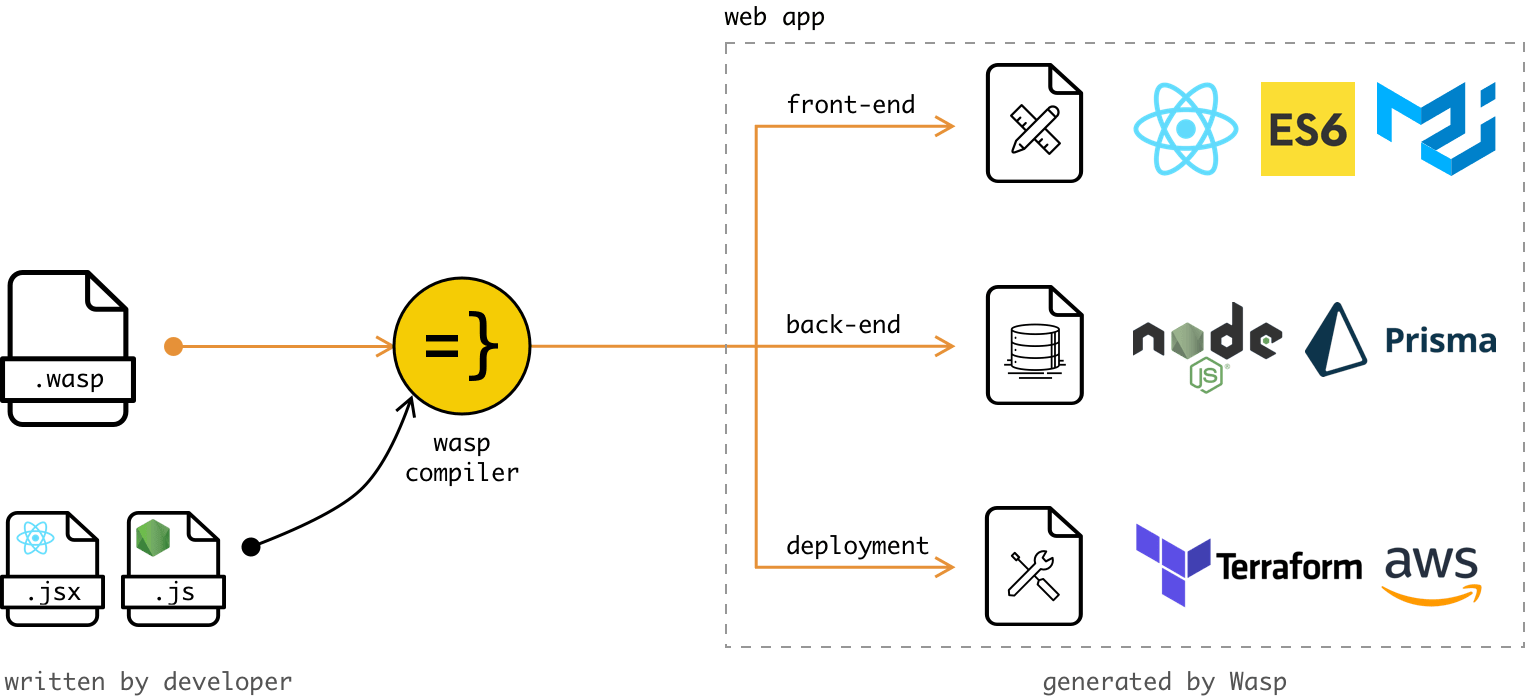 web app
front-end
ES6
back-end
node
JS
®
Prisma
.wasp
=}
wasp
compiler
deployment
Terraform
aws
.jsx
.js
written by developer
generated by Wasp